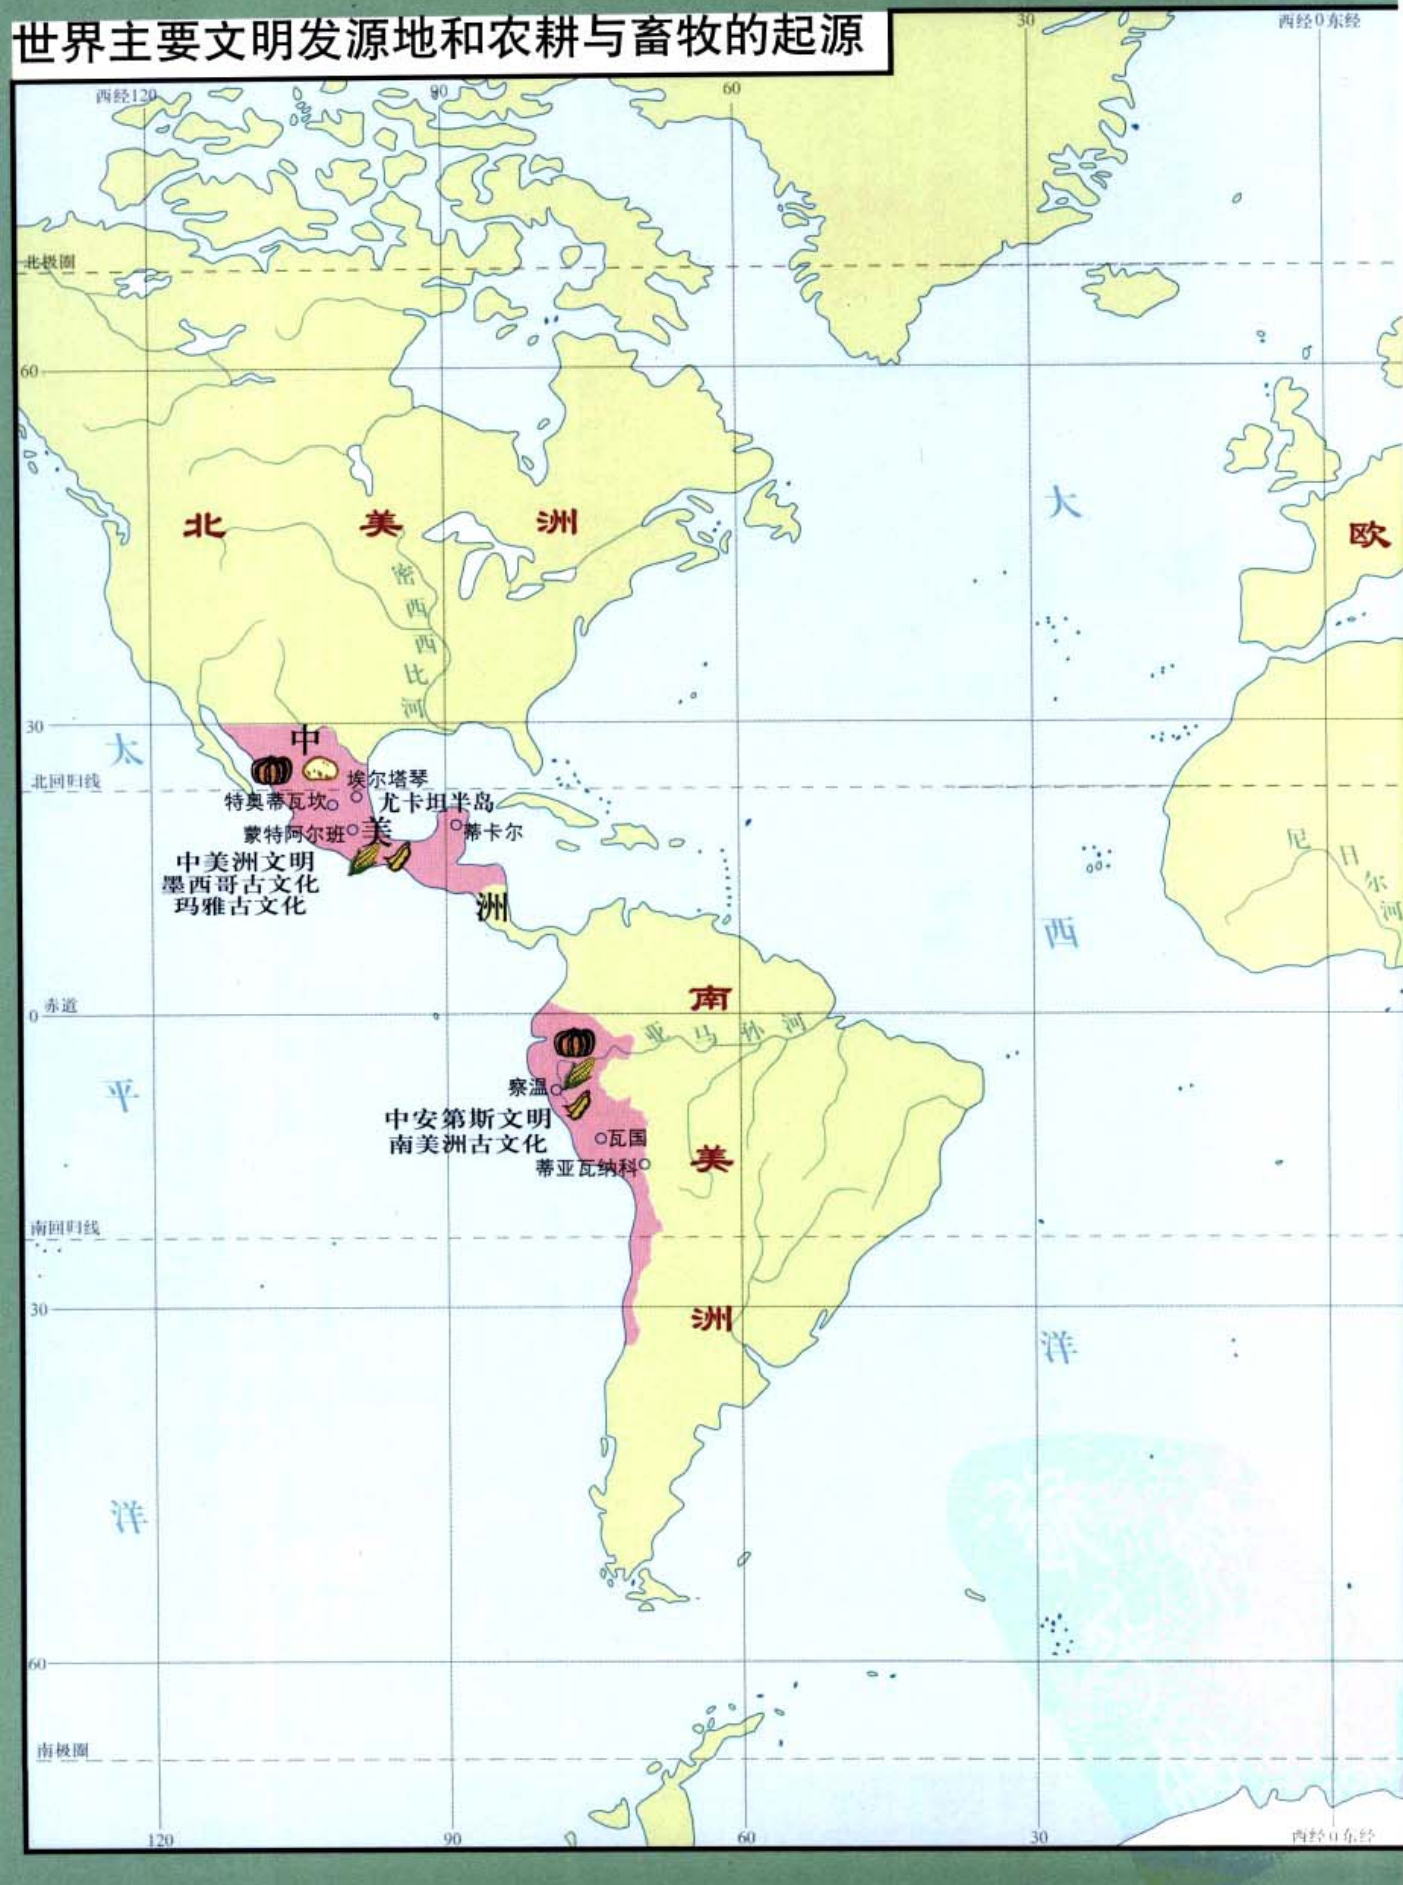 世界主要文明发源地和农耕与畜牧的起源
西经120
90
60
30
西经0东经
北极圈
60
北美洲
欧
密西西比河
大西洋
30
太平洋
中美洲
北回归线
埃尔塔琴
特奥蒂瓦坎
尤卡坦半岛
蒙特阿尔班
蒂卡尔
中美洲文明
墨西哥古文化
玛雅古文化
尼日尔河
南美洲
0
赤道
亚马孙河
察温
中安第斯文明
南美洲古文化
瓦国
蒂亚瓦纳科
南回归线
30
60
南极圈
120
90
60
30
西经0东经